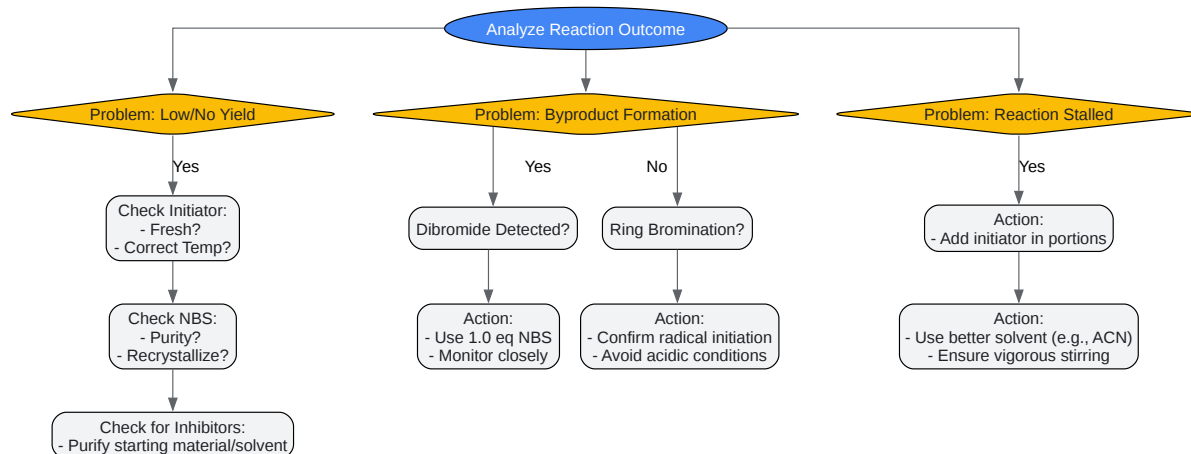 Analyze Reaction Outcome
Problem: Low/No Yield
Problem: Byproduct Formation
Problem: Reaction Stalled
Yes
Yes
No
Yes
Check Initiator:
- Fresh?
- Correct Temp?
Dibromide Detected?
Ring Bromination?
Action:
- Add initiator in portions
Check NBS:
- Purity?
- Recrystallize?
Action:
- Use 1.0 eq NBS
- Monitor closely
Action:
- Confirm radical initiation
- Avoid acidic conditions
Action:
- Use better solvent (e.g., ACN)
- Ensure vigorous stirring
Check for Inhibitors:
- Purify starting material/solvent